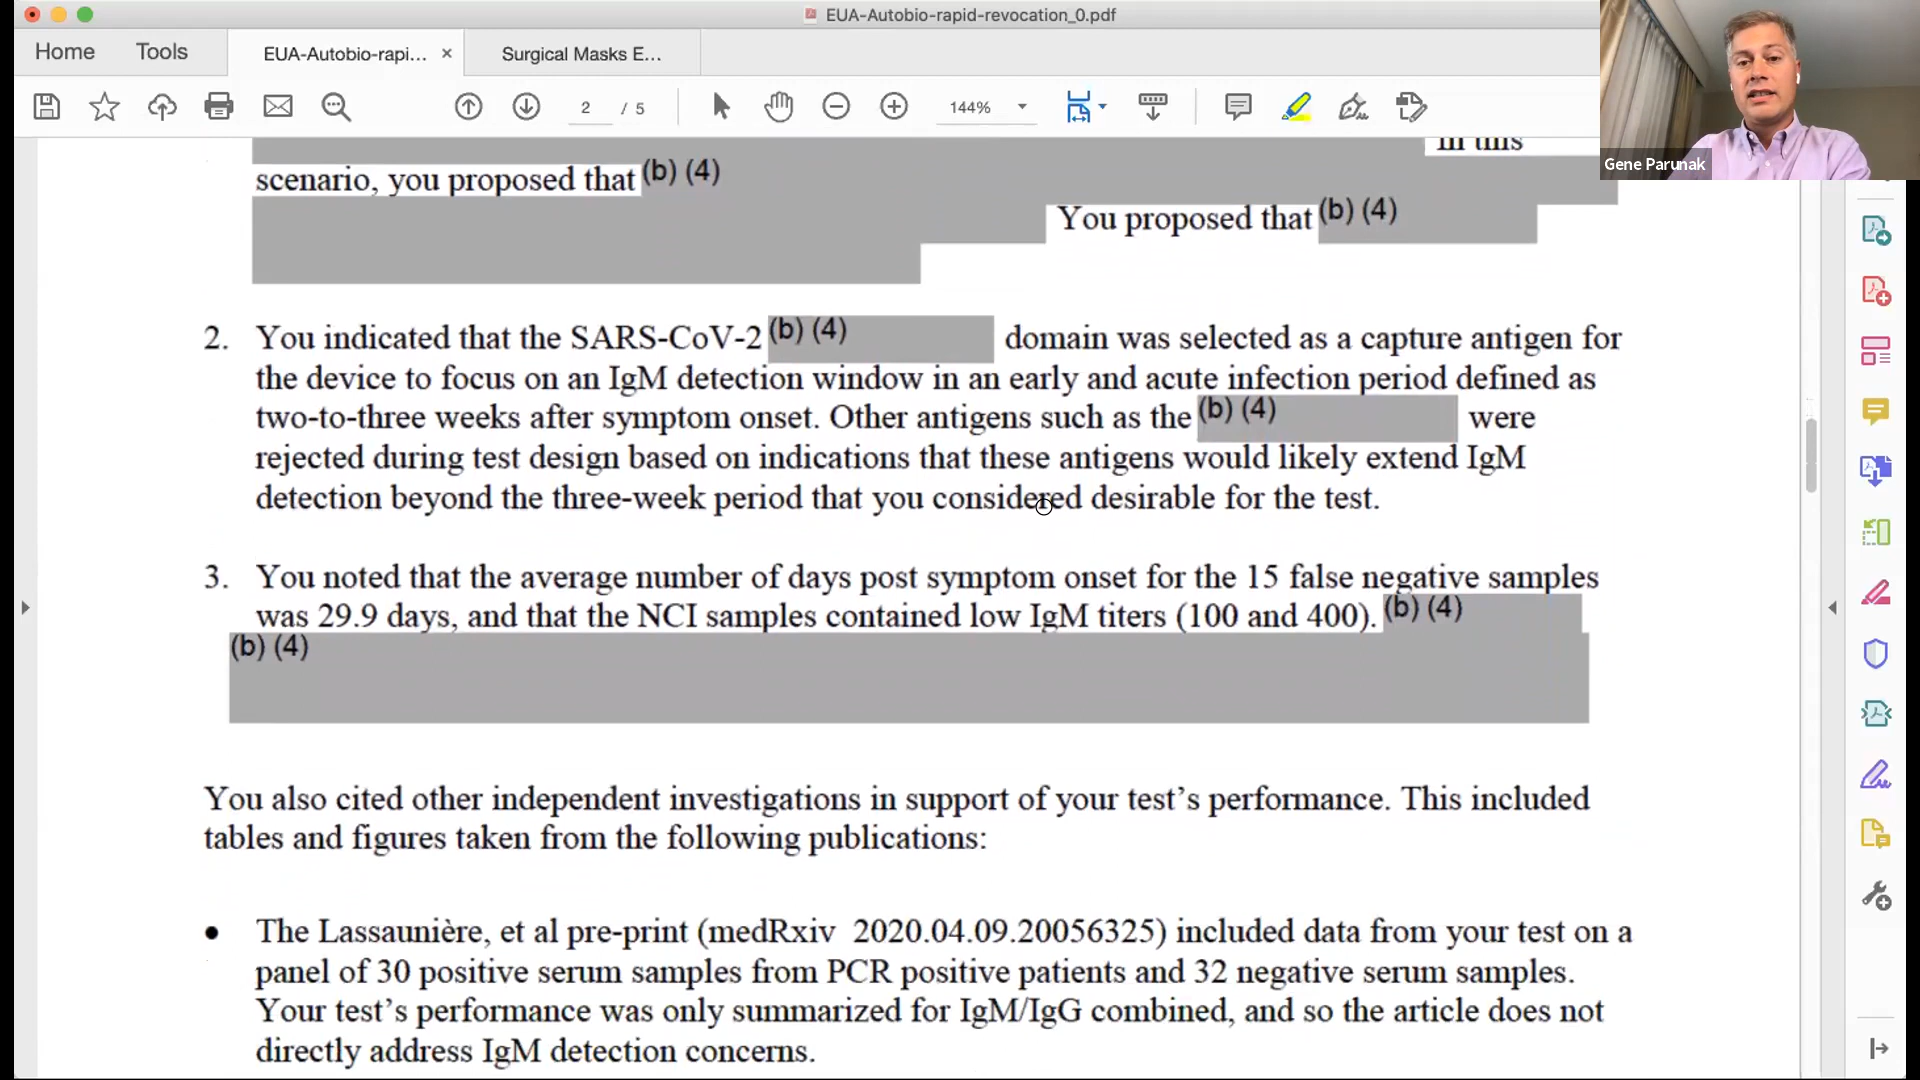 EUA-Autobio-rapid-revocation_0.pdf
Home Tools EUA-Autobio-rapi... × Surgical Masks E...
2 / 5 144%
Gene Parunak
in this
scenario, you proposed that (b) (4)
You proposed that (b) (4)
2. You indicated that the SARS-CoV-2 (b) (4) domain was selected as a capture antigen for
the device to focus on an IgM detection window in an early and acute infection period defined as
two-to-three weeks after symptom onset. Other antigens such as the (b) (4) were
rejected during test design based on indications that these antigens would likely extend IgM
detection beyond the three-week period that you considered desirable for the test.
3. You noted that the average number of days post symptom onset for the 15 false negative samples
was 29.9 days, and that the NCI samples contained low IgM titers (100 and 400). (b) (4)
(b) (4)
You also cited other independent investigations in support of your test’s performance. This included
tables and figures taken from the following publications:
• The Lassaunière, et al pre-print (medRxiv 2020.04.09.20056325) included data from your test on a
panel of 30 positive serum samples from PCR positive patients and 32 negative serum samples.
Your test’s performance was only summarized for IgM/IgG combined, and so the article does not
directly address IgM detection concerns.